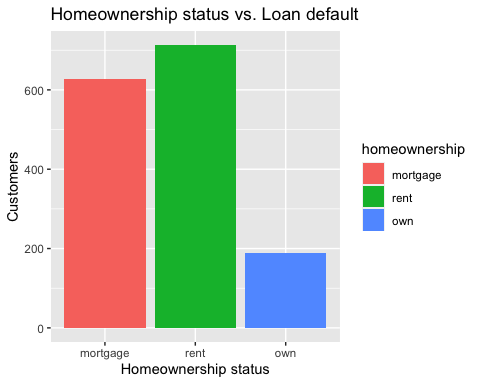 Homeownership status vs. Loan default
Customers
600
400
200
0
mortgage
rent
own
Homeownership status
homeownership
mortgage
rent
own